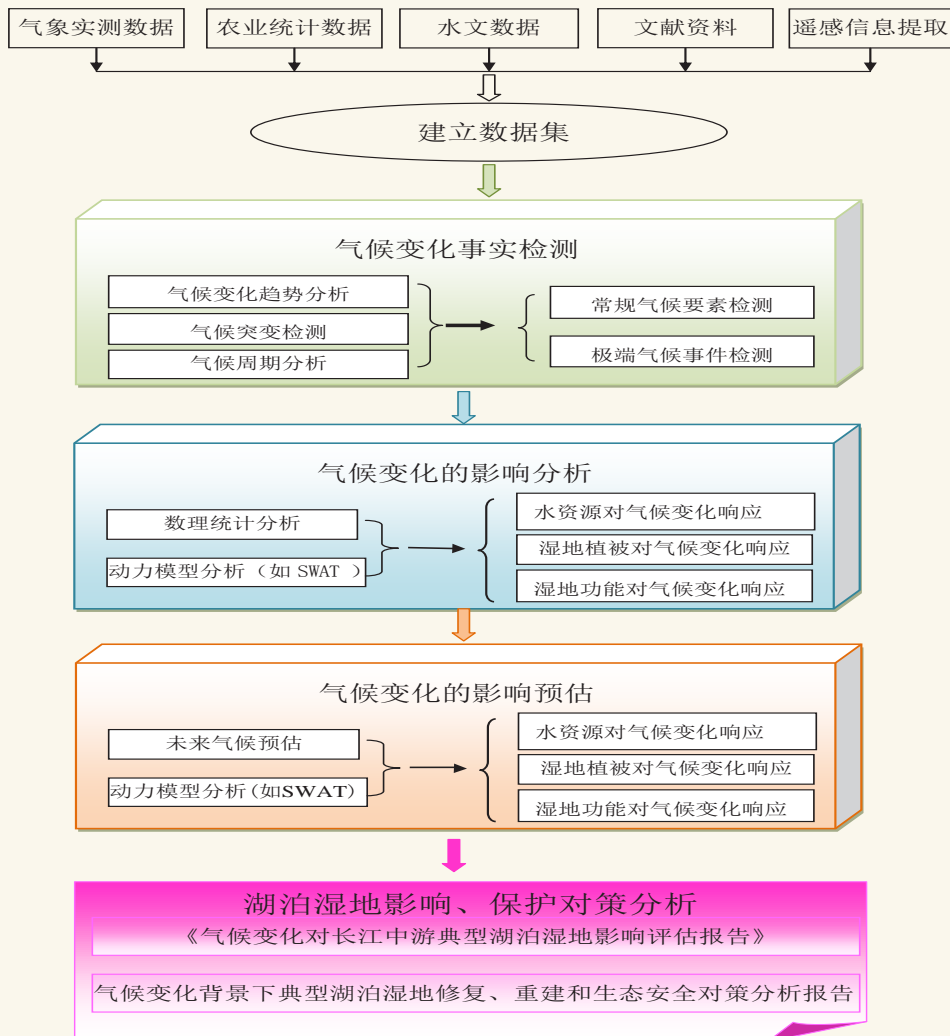 气象实测数据 农业统计数据 水文数据 文献资料 遥感信息提取
建立数据集
气候变化事实检测
气候变化趋势分析
气候突变检测
气候周期分析
常规气候要素检测
极端气候事件检测
气候变化的影响分析
数理统计分析
动力模型分析（如 SWAT ）
水资源对气候变化响应
湿地植被对气候变化响应
湿地功能对气候变化响应
气候变化的影响预估
未来气候预估
动力模型分析(如SWAT)
水资源对气候变化响应
湿地植被对气候变化响应
湿地功能对气候变化响应
湖泊湿地影响、保护对策分析
《气候变化对长江中游典型湖泊湿地影响评估报告》
气候变化背景下典型湖泊湿地修复、重建和生态安全对策分析报告